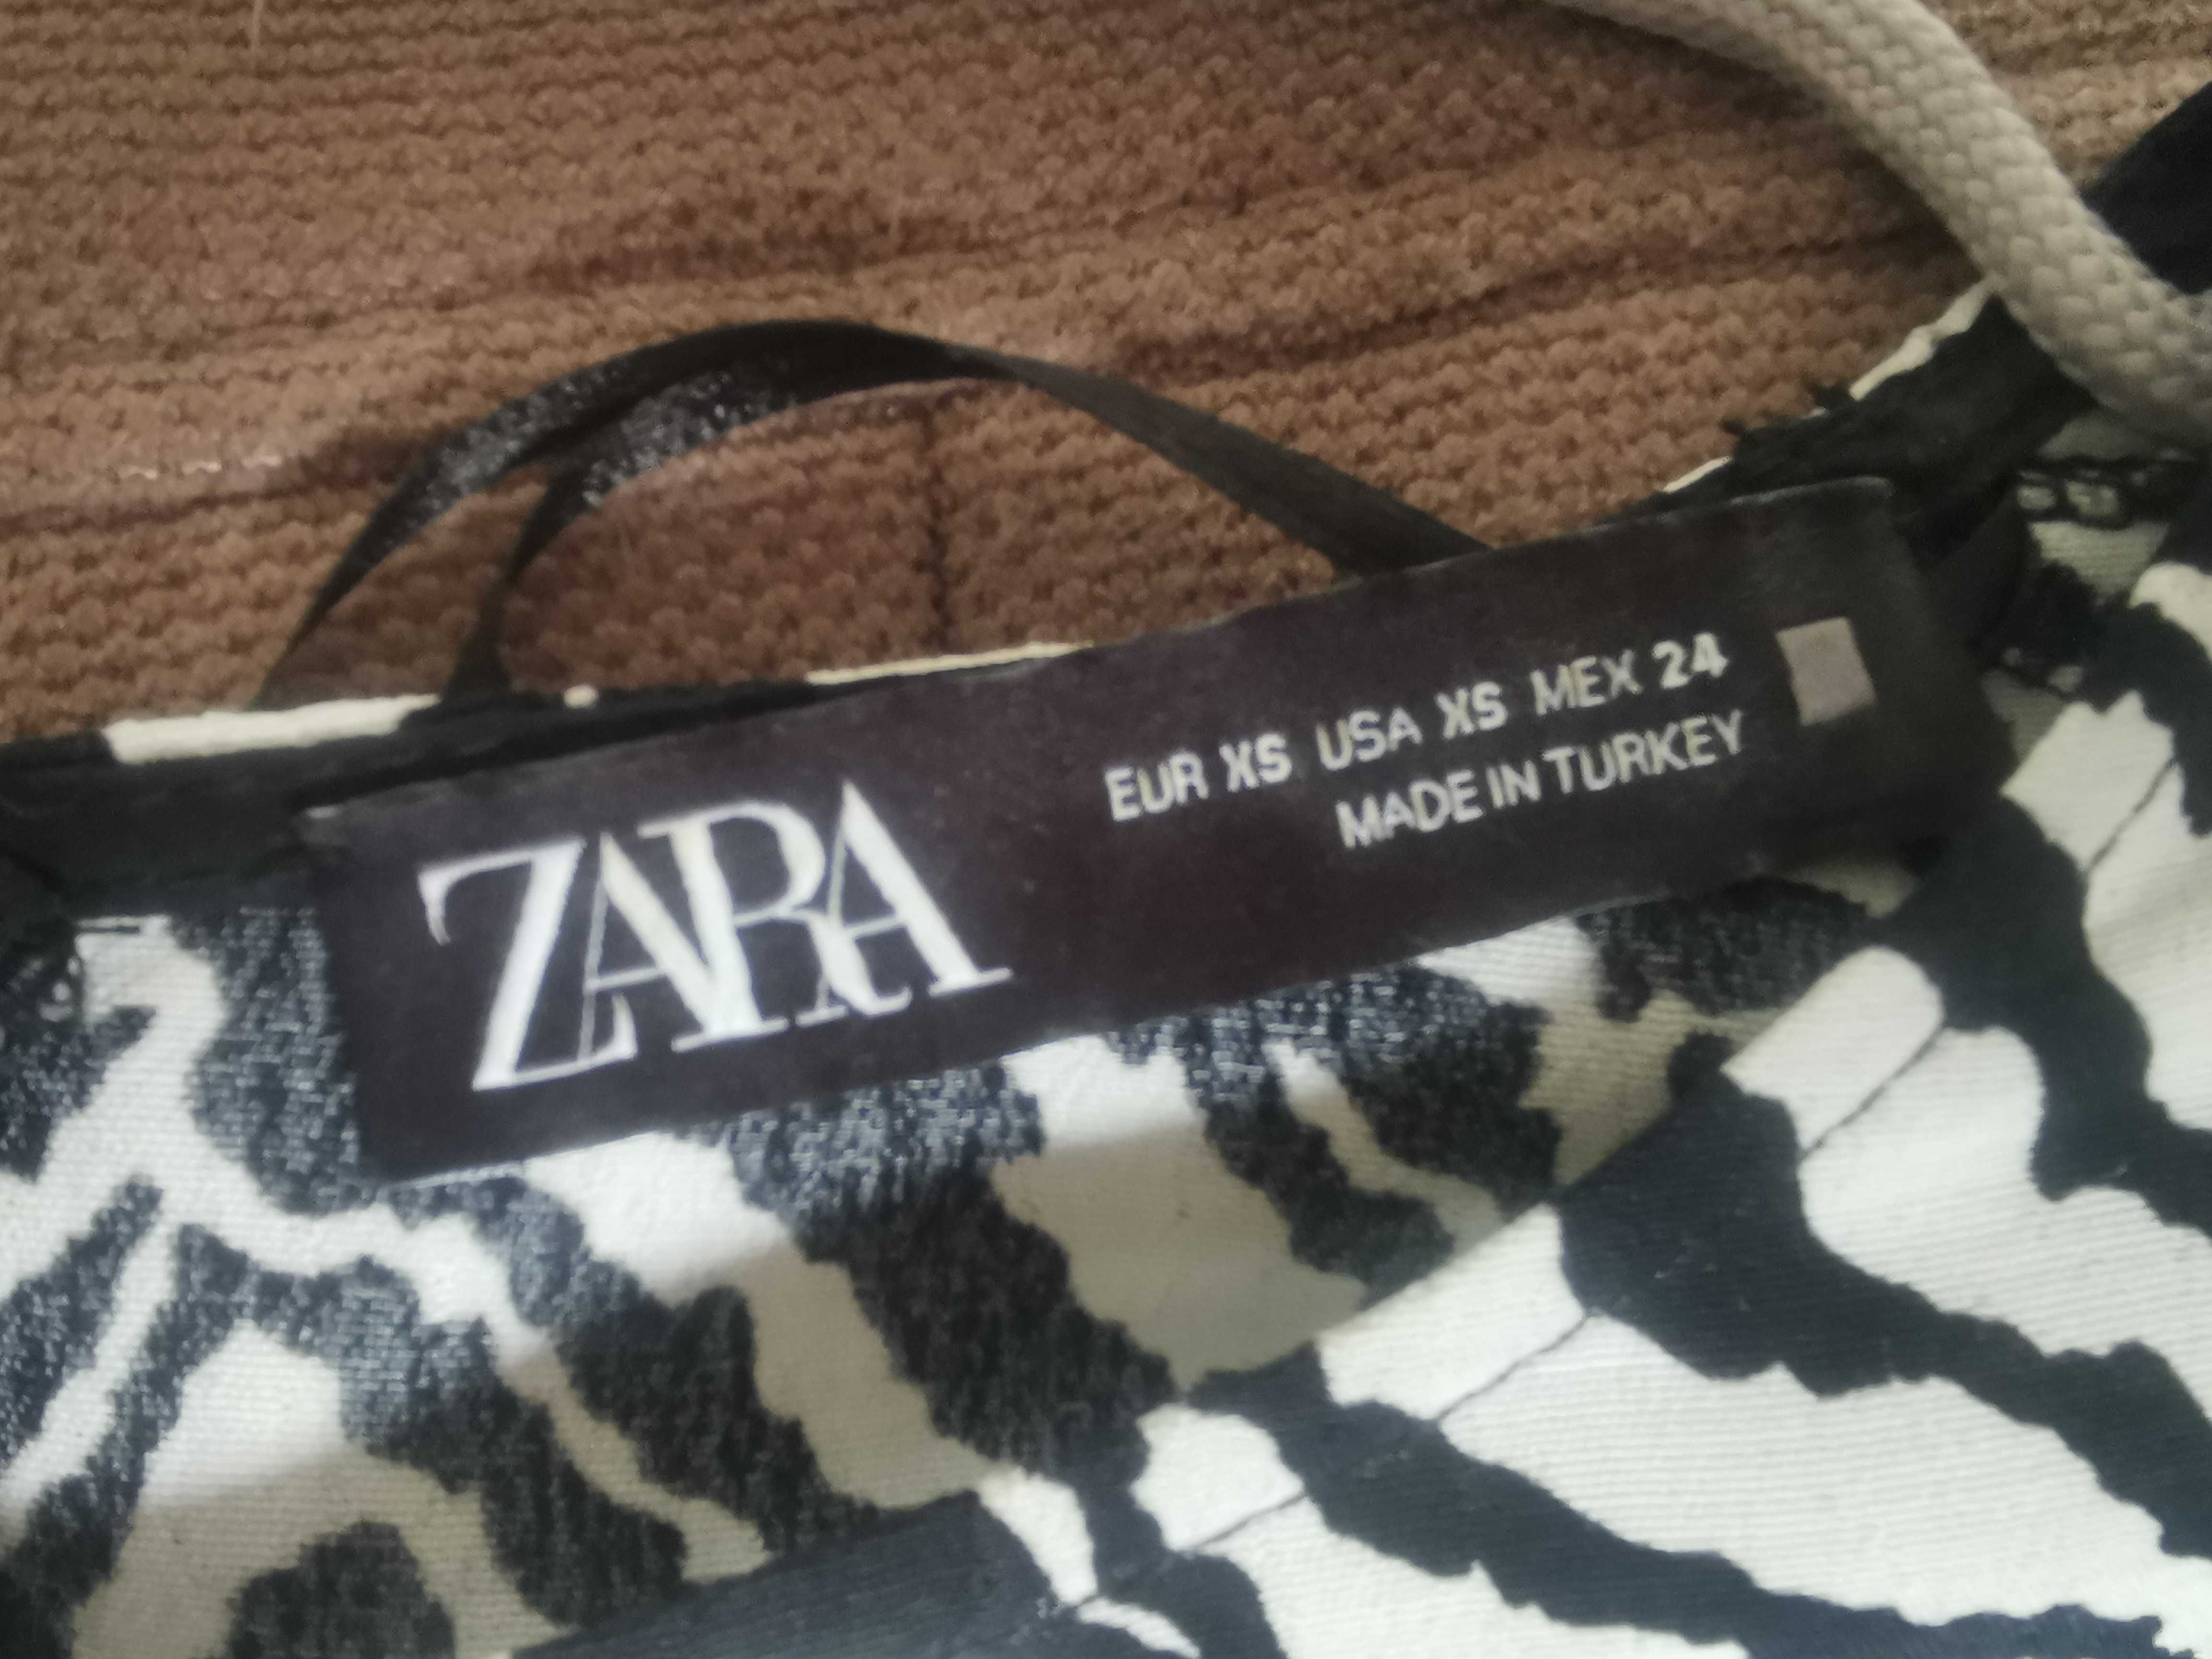 ZARA
EUR XS USA XS MEX 24
MADE IN TURKEY